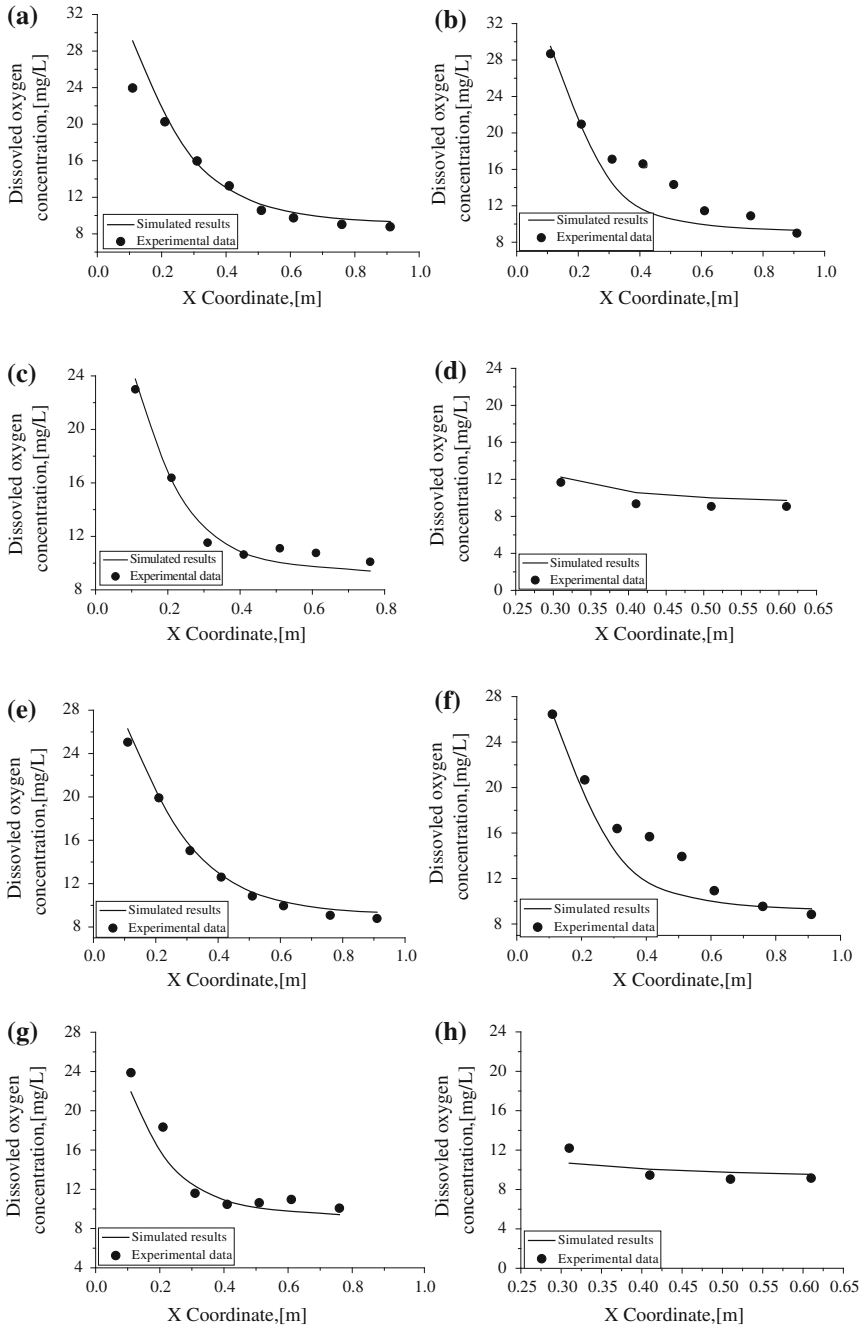 (a)
Dissovled oxygen
concentration,[mg/L]
32
28
24
20
16
12
8
Simulated results
Experimental data
0.0 0.2 0.4 0.6 0.8 1.0
X Coordinate,[m]
(b)
Dissovled oxygen
concentration,[mg/L]
32
28
24
20
16
12
8
Simulated results
Experimental data
0.0 0.2 0.4 0.6 0.8 1.0
X Coordinate,[m]
(c)
Dissovled oxygen
concentration,[mg/L]
24
20
16
12
8
Simulated results
Experimental data
0.0 0.2 0.4 0.6 0.8
X Coordinate,[m]
(d)
Dissovled oxygen
concentration,[mg/L]
24
20
16
12
8
4
0
Simulated results
Experimental data
0.25 0.30 0.35 0.40 0.45 0.50 0.55 0.60 0.65
X Coordinate,[m]
(e)
Dissovled oxygen
concentration,[mg/L]
28
24
20
16
12
8
Simulated results
Experimental data
0.0 0.2 0.4 0.6 0.8 1.0
X Coordinate,[m]
(f)
Dissovled oxygen
concentration,[mg/L]
28
24
20
16
12
8
Simulated results
Experimental data
0.0 0.2 0.4 0.6 0.8 1.0
X Coordinate,[m]
(g)
Dissovled oxygen
concentration,[mg/L]
28
24
20
16
12
8
4
Simulated results
Experimental data
0.0 0.2 0.4 0.6 0.8 1.0
X Coordinate,[m]
(h)
Dissovled oxygen
concentration,[mg/L]
24
20
16
12
8
4
0
Simulated results
Experimental data
0.25 0.30 0.35 0.40 0.45 0.50 0.55 0.60 0.65
X Coordinate,[m]